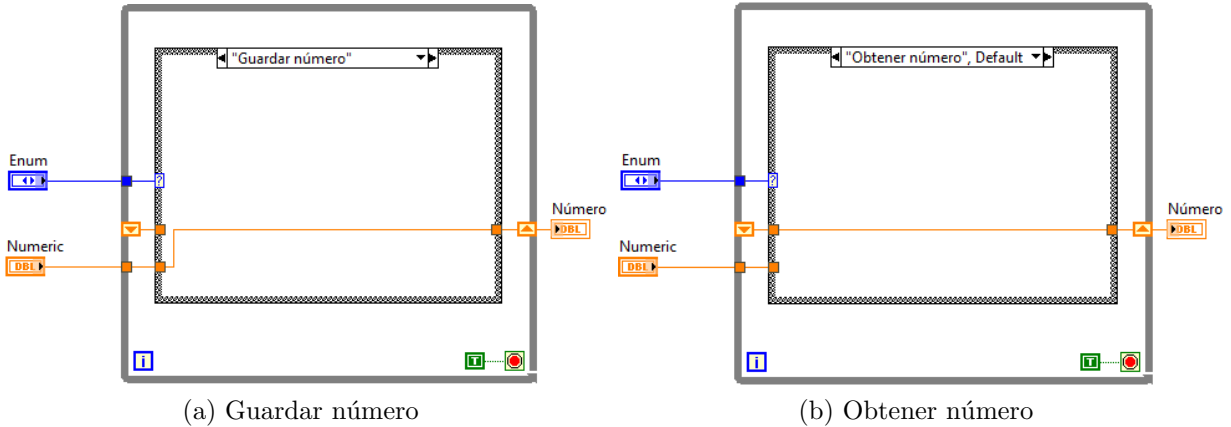 "Guardar número"
Enum
?
Número
DBL
Numeric
DBL
i
T
(a) Guardar número
"Obtener número", Default
Enum
?
Número
DBL
Numeric
DBL
i
T
(b) Obtener número